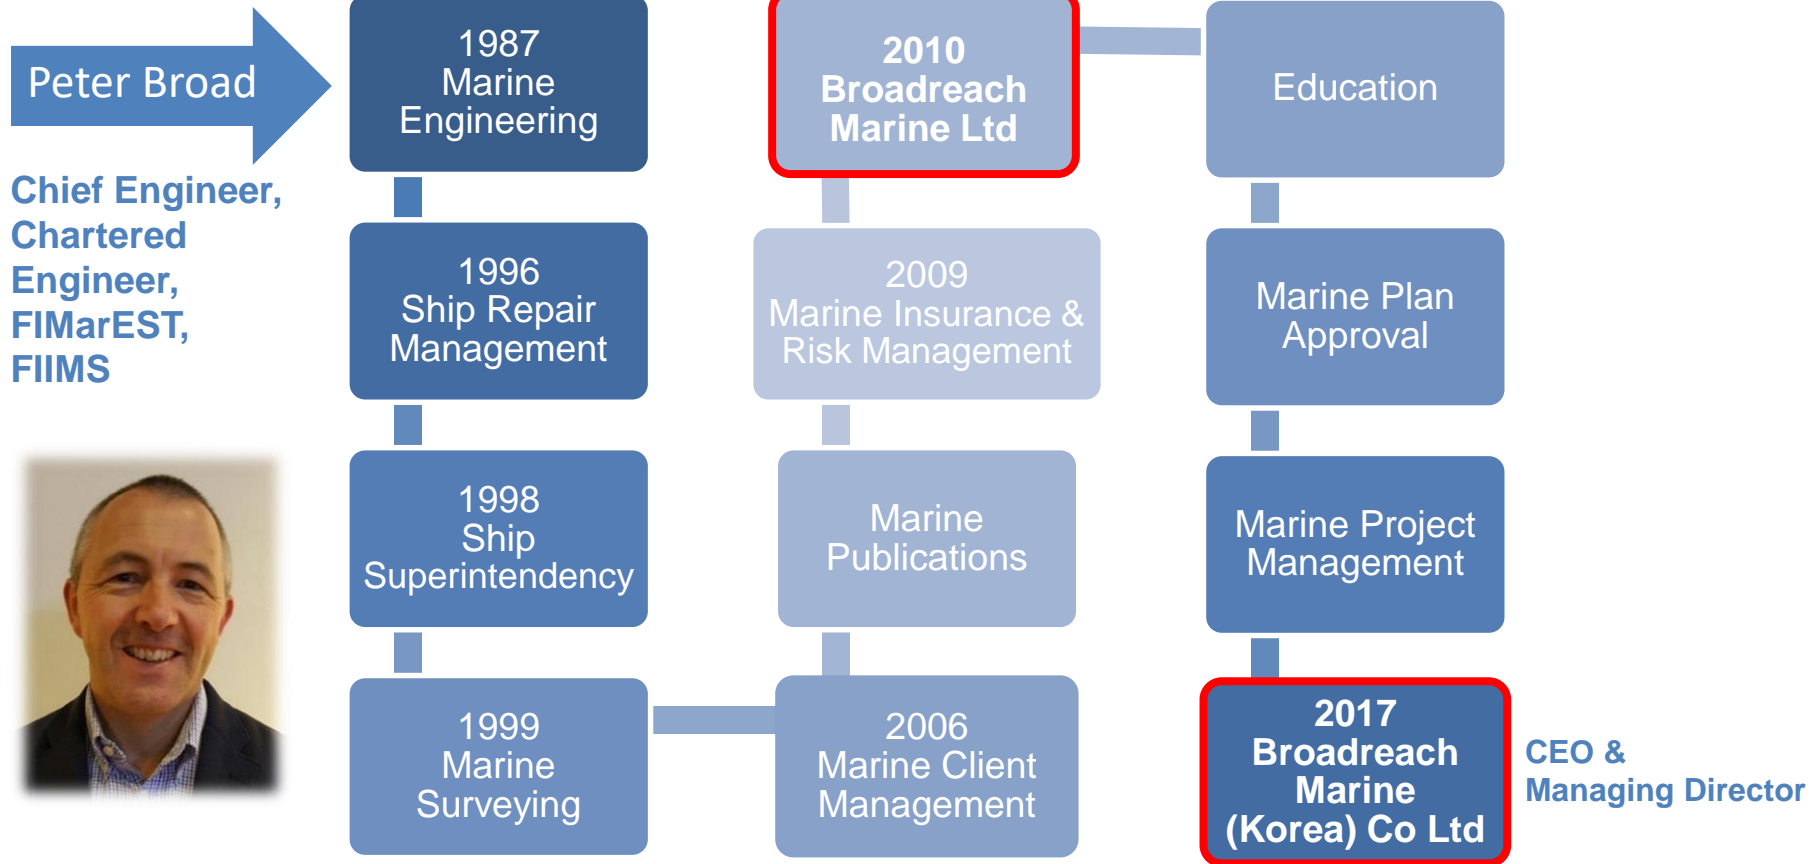 Peter Broad
Chief Engineer,
Chartered
Engineer,
FIMarEST,
FIIMS
1987
Marine
Engineering
1996
Ship Repair
Management
1998
Ship
Superintendency
1999
Marine
Surveying
2006
Marine Client
Management
Marine
Publications
2009
Marine Insurance &
Risk Management
2010
Broadreach
Marine Ltd
Education
Marine Plan
Approval
Marine Project
Management
2017
Broadreach
Marine
(Korea) Co Ltd
CEO &
Managing Director